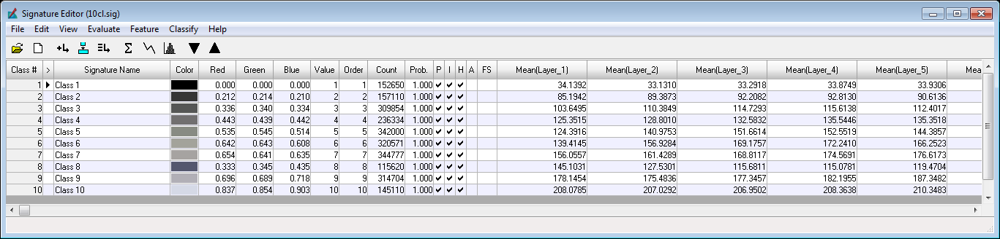 Signature Editor (10cl.sig)
File Edit View Evaluate Feature Classify Help
Class # > Signature Name Color Red Green Blue Value Order Count Prob. P I H A FS Mean(Layer_1) Mean(Layer_2) Mean(Layer_3) Mean(Layer_4) Mean(Layer_5) Mea
1 Class 1 0.000 0.000 0.000 1 1 152650 1.000 34.1392 33.1310 33.2918 33.8749 33.9306
2 Class 2 0.212 0.214 0.210 2 2 157110 1.000 85.1942 89.3873 92.2082 92.8130 90.6136
3 Class 3 0.336 0.340 0.334 3 3 309854 1.000 103.6495 110.3849 114.7293 115.6138 112.4017
4 Class 4 0.443 0.439 0.442 4 4 236334 1.000 125.3515 128.8010 132.5832 135.5446 135.3518
5 Class 5 0.535 0.545 0.514 5 5 342000 1.000 124.3916 140.9753 151.6614 152.5519 144.3857
6 Class 6 0.642 0.643 0.608 6 6 320571 1.000 139.4145 156.9284 169.1757 172.2410 166.2523
7 Class 7 0.654 0.641 0.635 7 7 344777 1.000 156.0557 161.4289 168.8117 174.5691 176.6173
8 Class 8 0.333 0.345 0.435 8 8 115620 1.000 145.1031 127.5301 115.6811 115.0781 119.4704
9 Class 9 0.696 0.689 0.718 9 9 314704 1.000 178.1454 175.4836 177.3457 182.1955 187.3482
10 Class 10 0.837 0.854 0.903 10 10 145110 1.000 208.0785 207.0292 206.9502 208.3638 210.3483